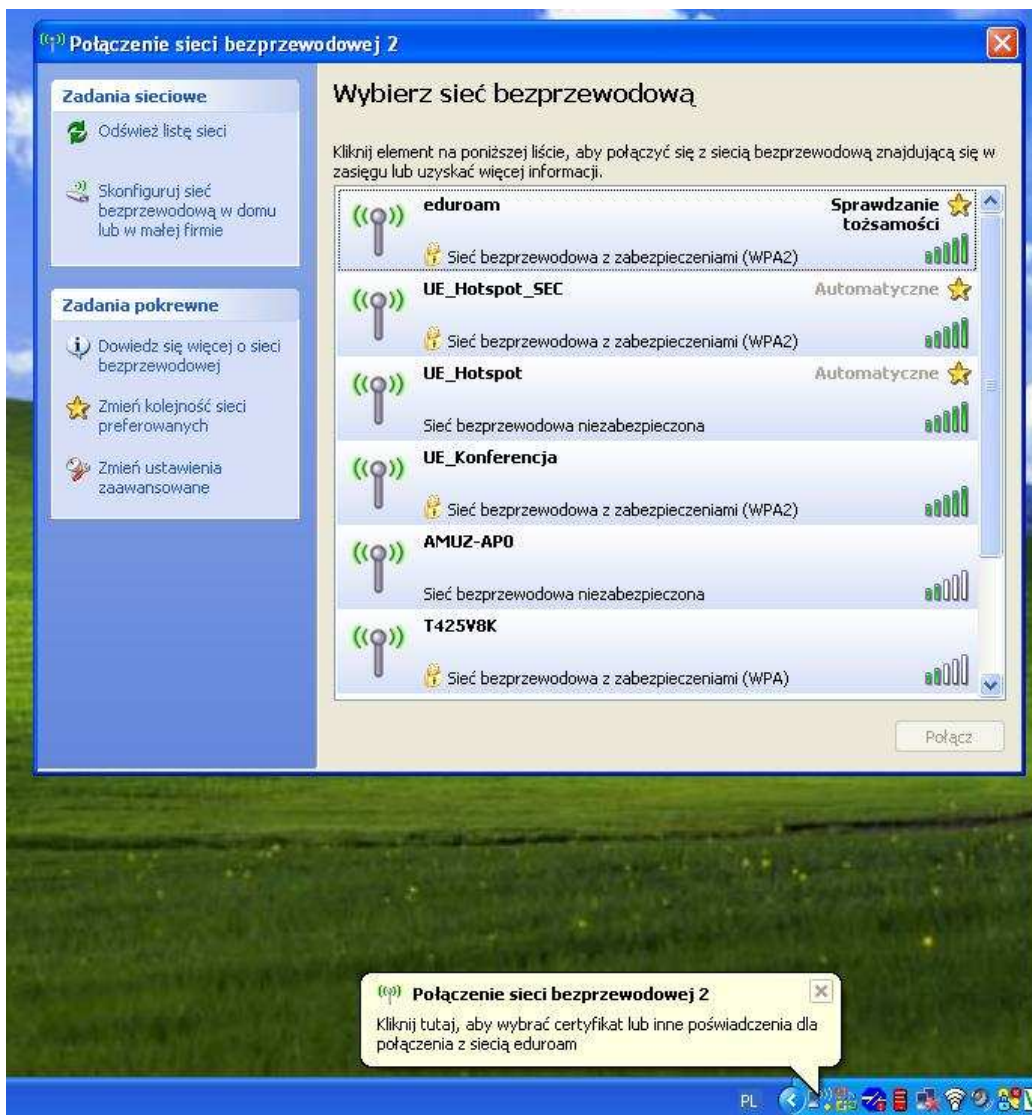 Połączenie sieci bezprzewodowej 2
Zadania sieciowe
Odśwież listę sieci
Skonfiguruj sieć
bezprzewodową w domu
lub w małej firmie
Zadania pokrewne
Dowiedz się więcej o sieci
bezprzewodowej
Zmień kolejność sieci
preferowanych
Zmień ustawienia
zaawansowane
Wybierz sieć bezprzewodową
Kliknij element na poniższej liście, aby połączyć się z siecią bezprzewodową znajdującą się w
zasięgu lub uzyskać więcej informacji.
eduroam
Sprawdzanie
tożsamości
Sieć bezprzewodowa z zabezpieczeniami (WPA2)
UE_Hotspot_SEC
Automatyczne
Sieć bezprzewodowa z zabezpieczeniami (WPA2)
UE_Hotspot
Automatyczne
Sieć bezprzewodowa niezabezpieczona
UE_Konferencja
Sieć bezprzewodowa z zabezpieczeniami (WPA2)
AMUZ-AP0
Sieć bezprzewodowa niezabezpieczona
T425V8K
Sieć bezprzewodowa z zabezpieczeniami (WPA)
Połącz
Połączenie sieci bezprzewodowej 2
Kliknij tutaj, aby wybrać certyfikat lub inne poświadczenia dla
połączenia z siecią eduroam
PL